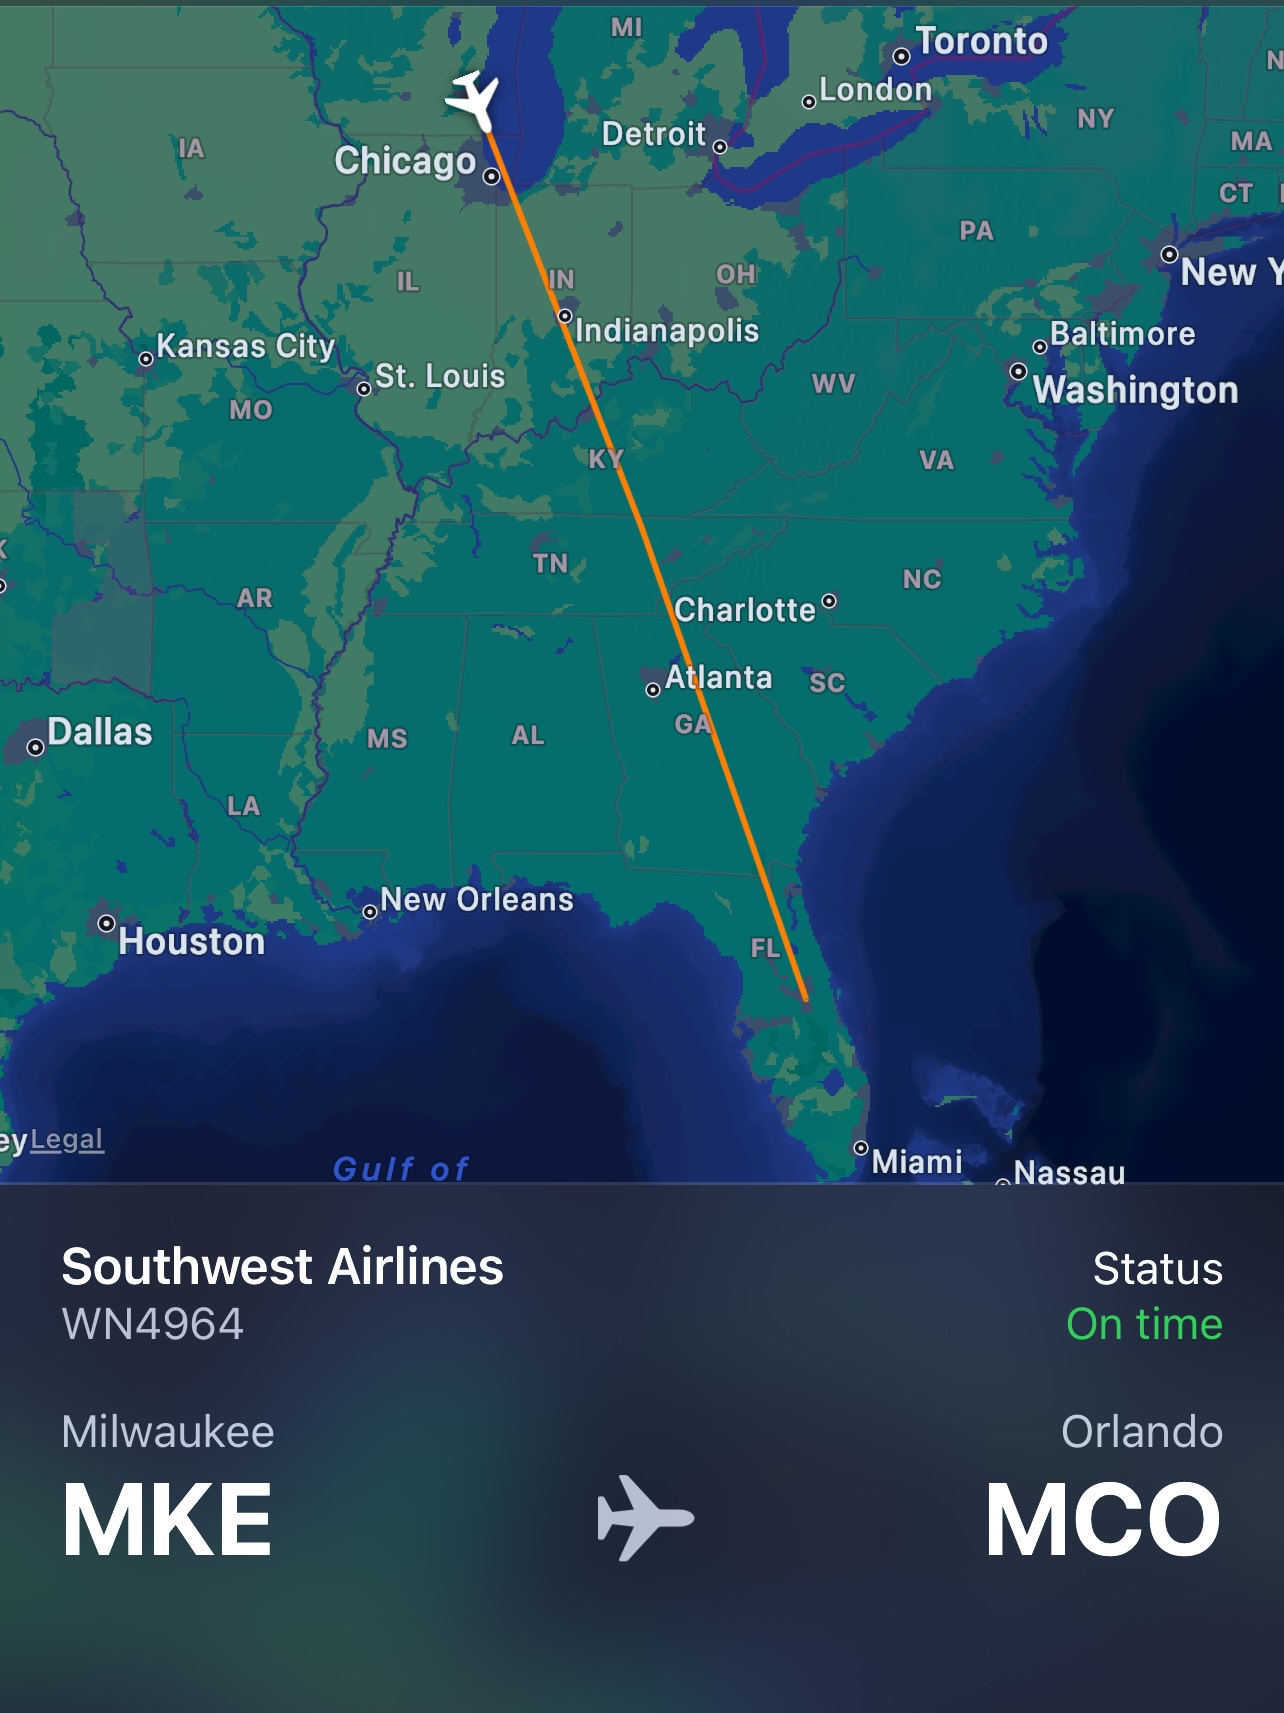 MI
Toronto
London
NY
N
Detroit
IA
MA
Chicago
CT
PA
New Y
IL
IN
OH
Indianapolis
Baltimore
Kansas City
St. Louis
WV
Washington
MO
KY
VA
K
TN
NC
AR
Charlotte
Atlanta
SC
Dallas
MS
AL
GA
LA
New Orleans
Houston
FL
ey
Legal
Gulf of
Miami
Nassau
Southwest Airlines
Status
WN4964
On time
Milwaukee
Orlando
MKE
MCO